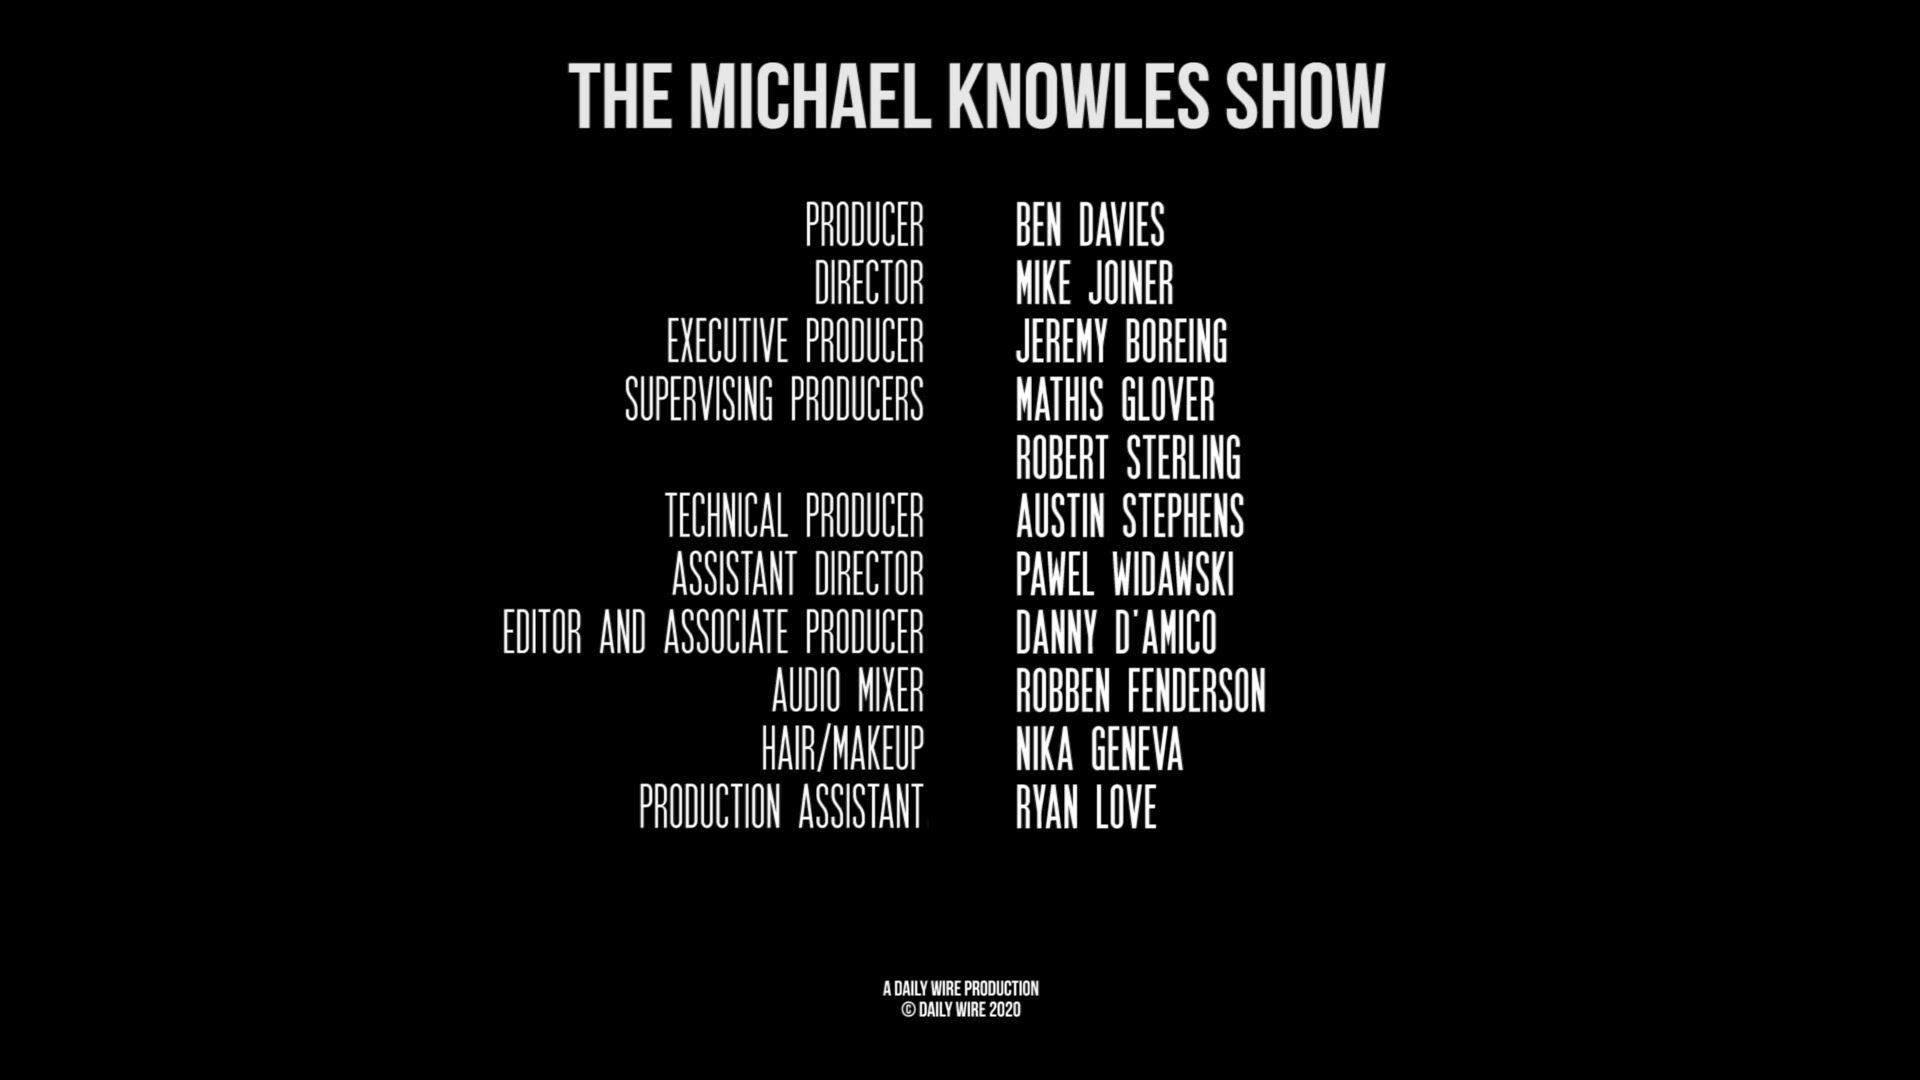 THE MICHAEL KNOWLES SHOW
PRODUCER BEN DAVIES
DIRECTOR MIKE JOINER
EXECUTIVE PRODUCER JEREMY BOREING
SUPERVISING PRODUCERS MATHIS GLOVER
ROBERT STERLING
TECHNICAL PRODUCER AUSTIN STEPHENS
ASSISTANT DIRECTOR PAWEL WIDAWSKI
EDITOR AND ASSOCIATE PRODUCER DANNY D'AMICO
AUDIO MIXER ROBBEN FENDERSON
HAIR/MAKEUP NIKA GENEVA
PRODUCTION ASSISTANT RYAN LOVE
A DAILY WIRE PRODUCTION
© DAILY WIRE 2020